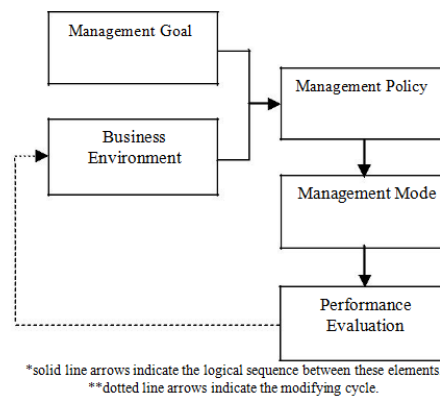 Management Goal
Management Policy
Business
Environment
Management Mode
Performance
Evaluation
*solid line arrows indicate the logical sequence between these elements
**dotted line arrows indicate the modifying cycle.